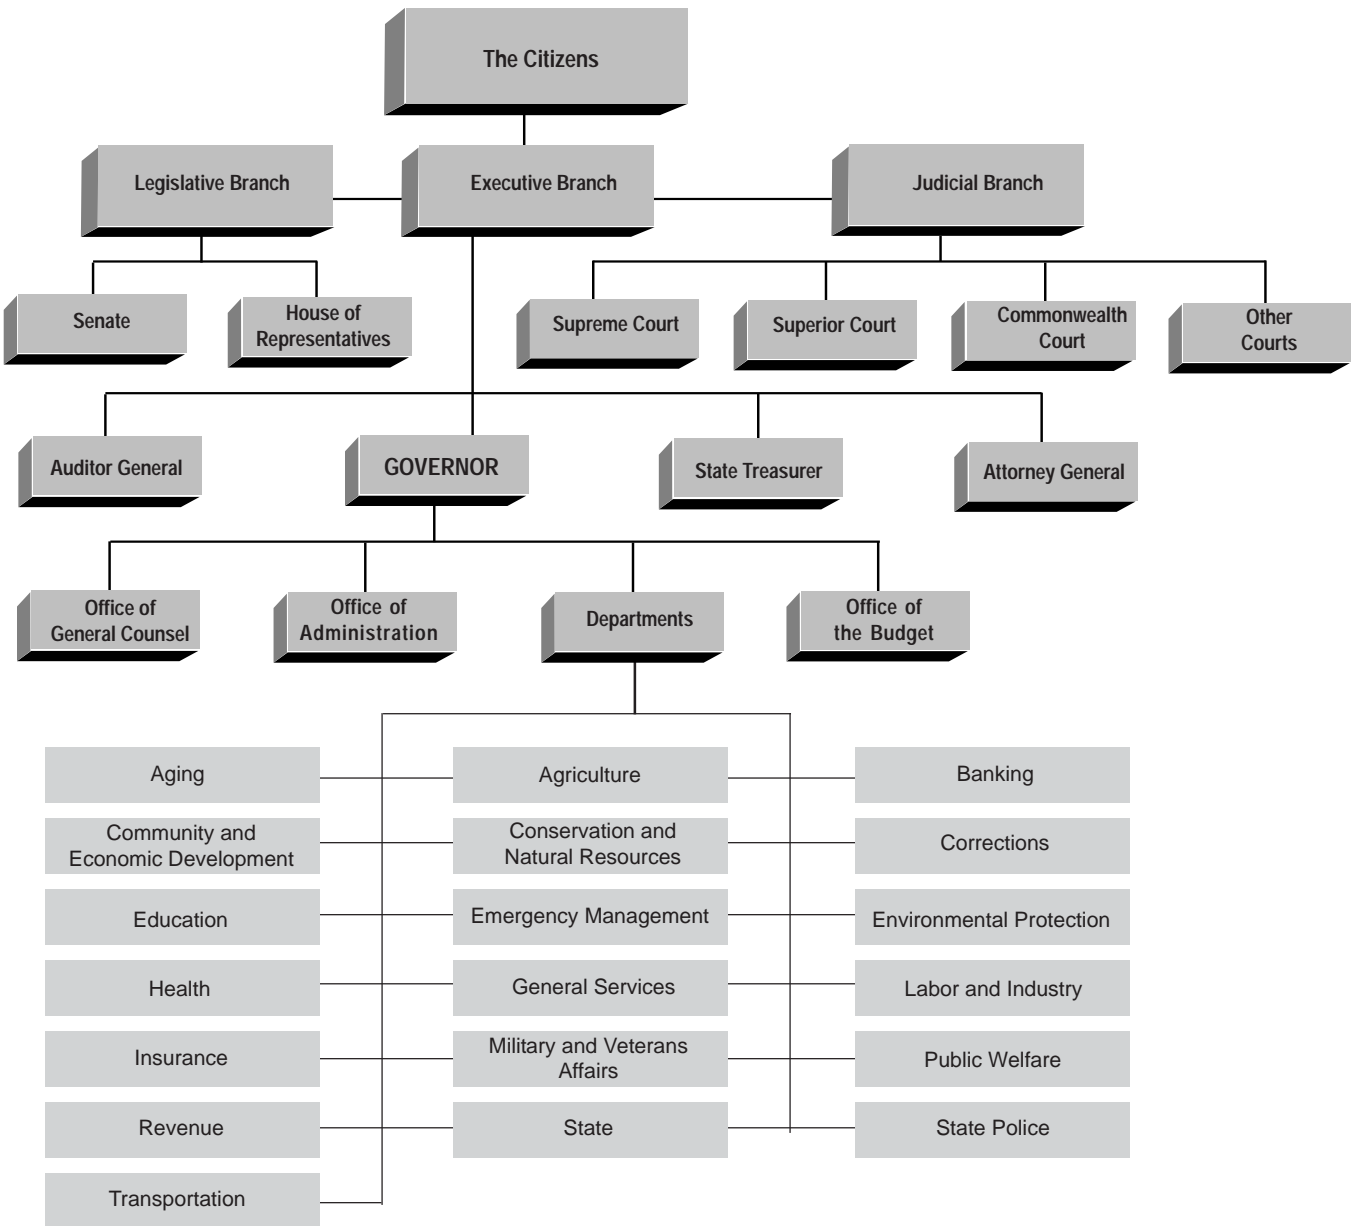 The Citizens
Legislative Branch
Executive Branch
Judicial Branch
Senate
House of
Representatives
Supreme Court
Superior Court
Commonwealth
Court
Other
Courts
Auditor General
GOVERNOR
State Treasurer
Attorney General
Office of
General Counsel
Office of
Administration
Departments
Office of
the Budget
Aging
Agriculture
Banking
Community and
Economic Development
Conservation and
Natural Resources
Corrections
Education
Emergency Management
Environmental Protection
Health
General Services
Labor and Industry
Insurance
Military and Veterans
Affairs
Public Welfare
Revenue
State
State Police
Transportation